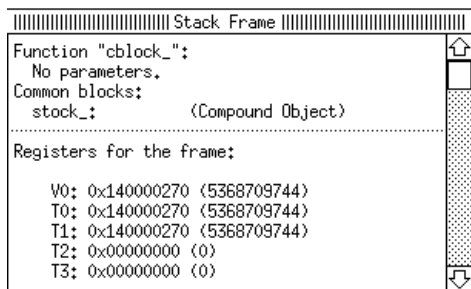 Stack Frame
Function "cblock_":
No parameters.
Common blocks:
stock_: (Compound Object)
Registers for the frame:
V0: 0x140000270 (5368709744)
T0: 0x140000270 (5368709744)
T1: 0x140000270 (5368709744)
T2: 0x00000000 (0)
T3: 0x00000000 (0)